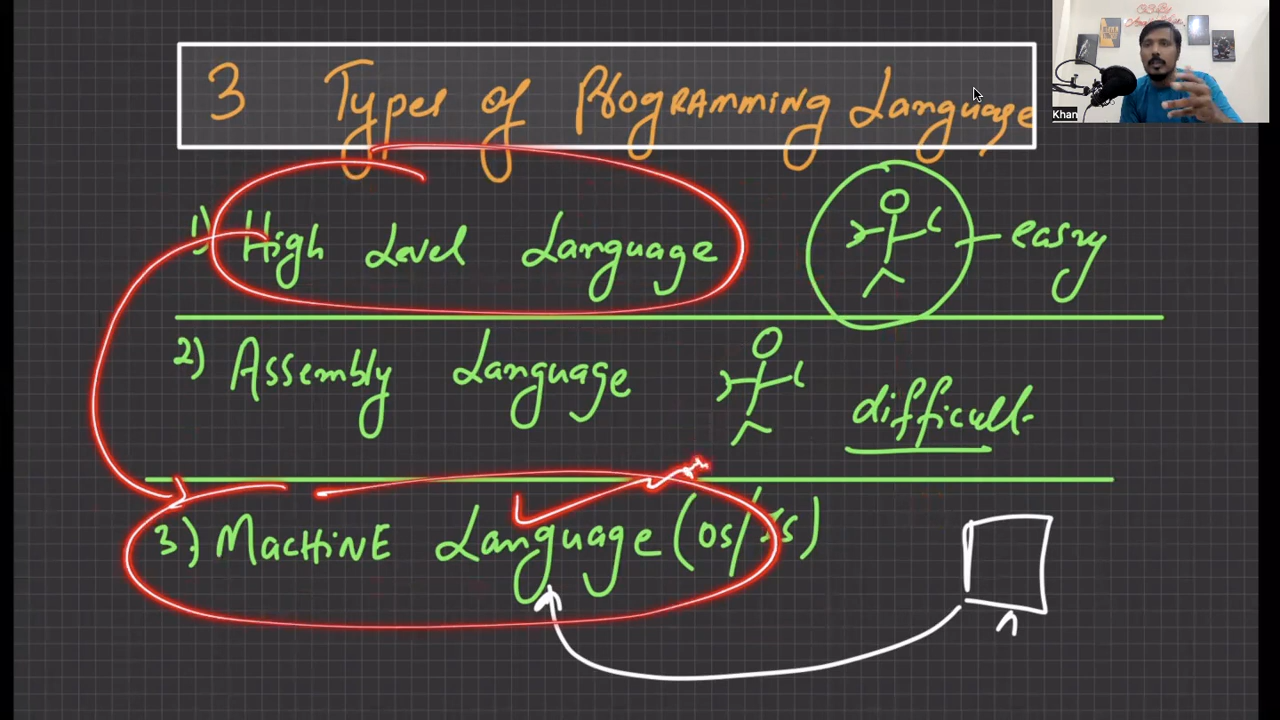 3 Types of Programming Language
1) High Level Language
easy
2) Assembly Language
difficult
3) Machine Language (0s/1s)
Khan